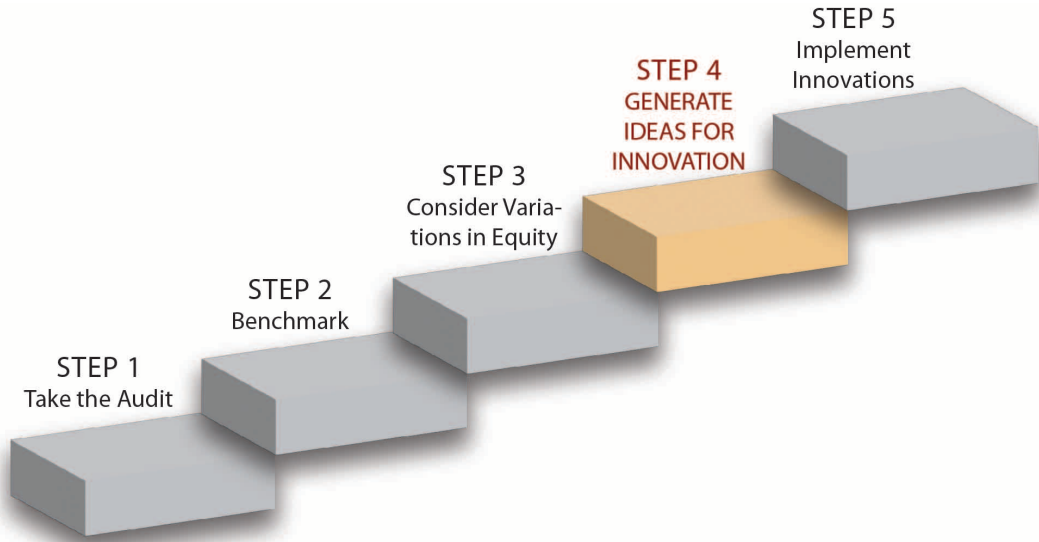 STEP 1
Take the Audit
STEP 2
Benchmark
STEP 3
Consider Varia-
tions in Equity
STEP 4
GENERATE
IDEAS FOR
INNOVATION
STEP 5
Implement
Innovations